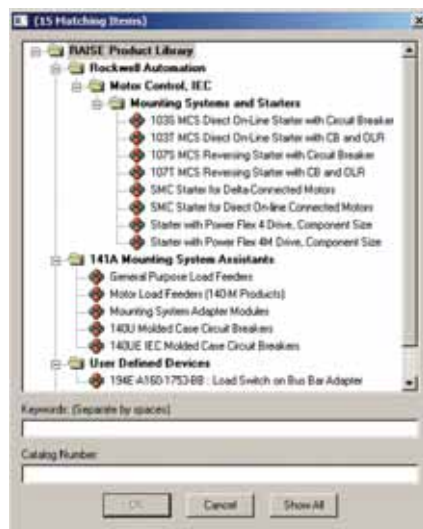 (15 Matching Items)
RAISE Product Library
Rockwell Automation
Motor Control, IEC
Mounting Systems and Starters
103S MCS Direct On-Line Starter with Circuit Breaker
103T MCS Direct On-Line Starter with CB and OLR
107S MCS Reversing Starter with Circuit Breaker
107T MCS Reversing Starter with CB and OLR
SMC Starter for Delta-Connected Motors
SMC Starter for Direct On-line Connected Motors
Starter with Power Flex 4 Drive, Component Size
Starter with Power Flex 4M Drive, Component Size
141A Mounting System Assistants
General Purpose Load Feeders
Motor Load Feeders (140-M Products)
Mounting System Adapter Modules
140U Molded Case Circuit Breakers
140UE IEC Molded Case Circuit Breakers
User Defined Devices
194E-A160-1753-BB : Load Switch on Bus Bar Adapter
Keywords: (Separate by spaces)
Catalog Number
OK Cancel Show All